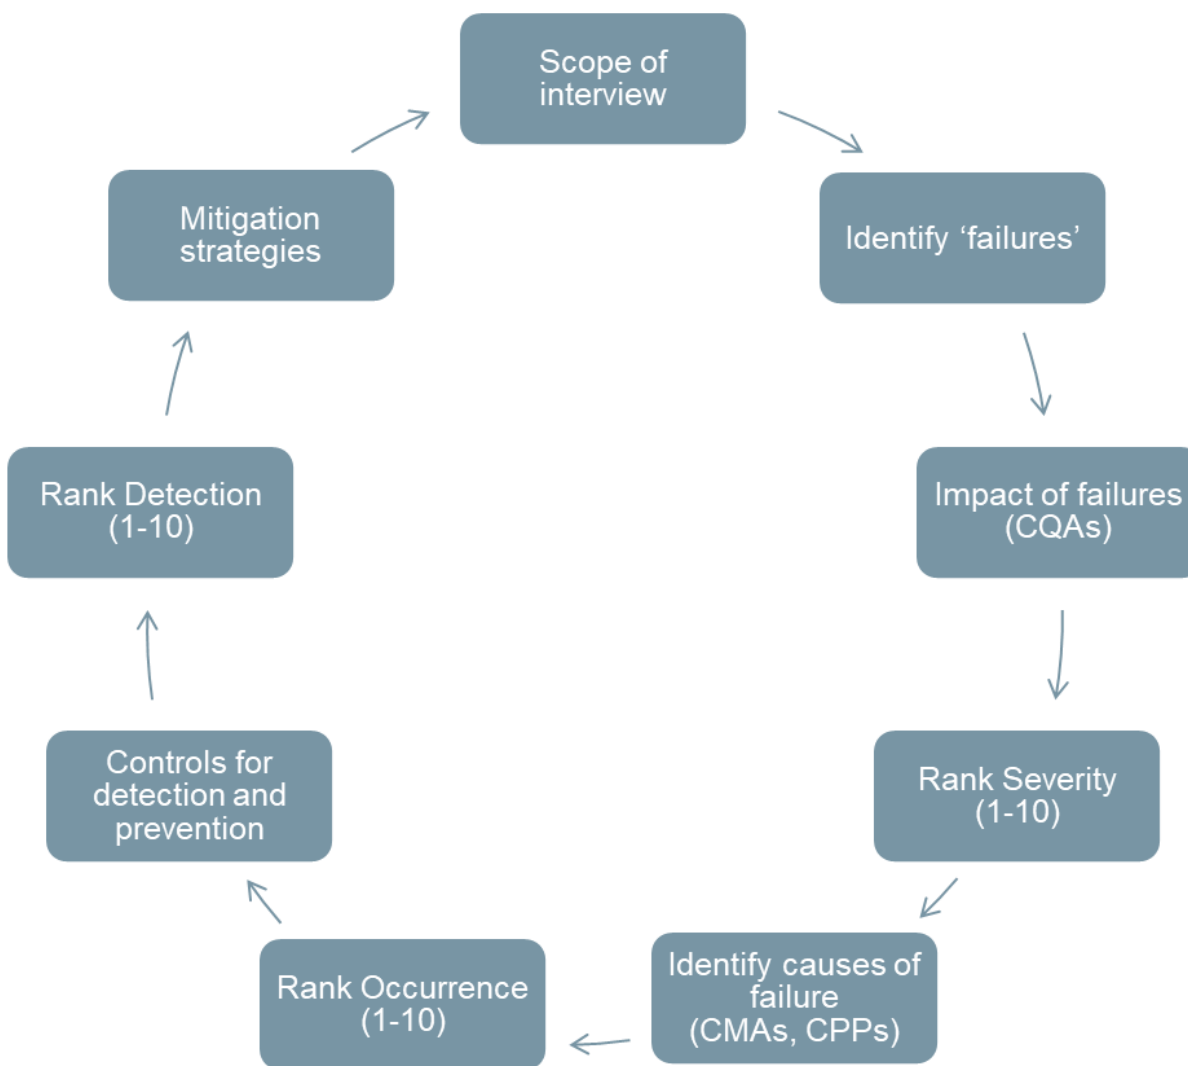 Scope of
interview
Identify ‘failures’
Impact of failures
(CQAs)
Rank Severity
(1-10)
Identify causes of
failure
(CMAs, CPPs)
Rank Occurrence
(1-10)
Controls for
detection and
prevention
Rank Detection
(1-10)
Mitigation
strategies